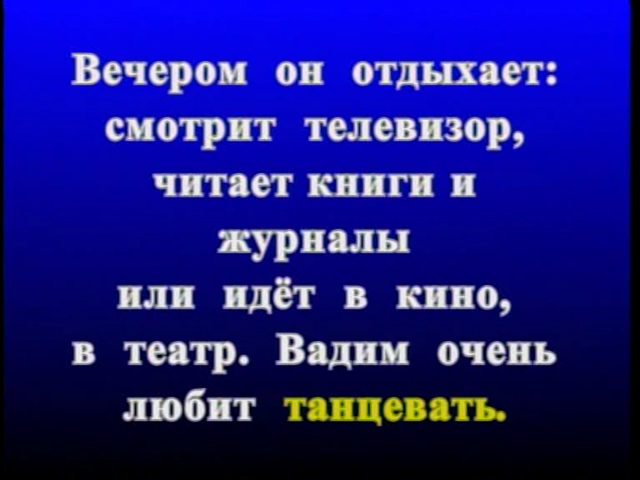 Вечером он отдыхает:
смотрит телевизор,
читает книги и
журналы
или идёт в кино,
в театр. Вадим очень
любит танцевать.